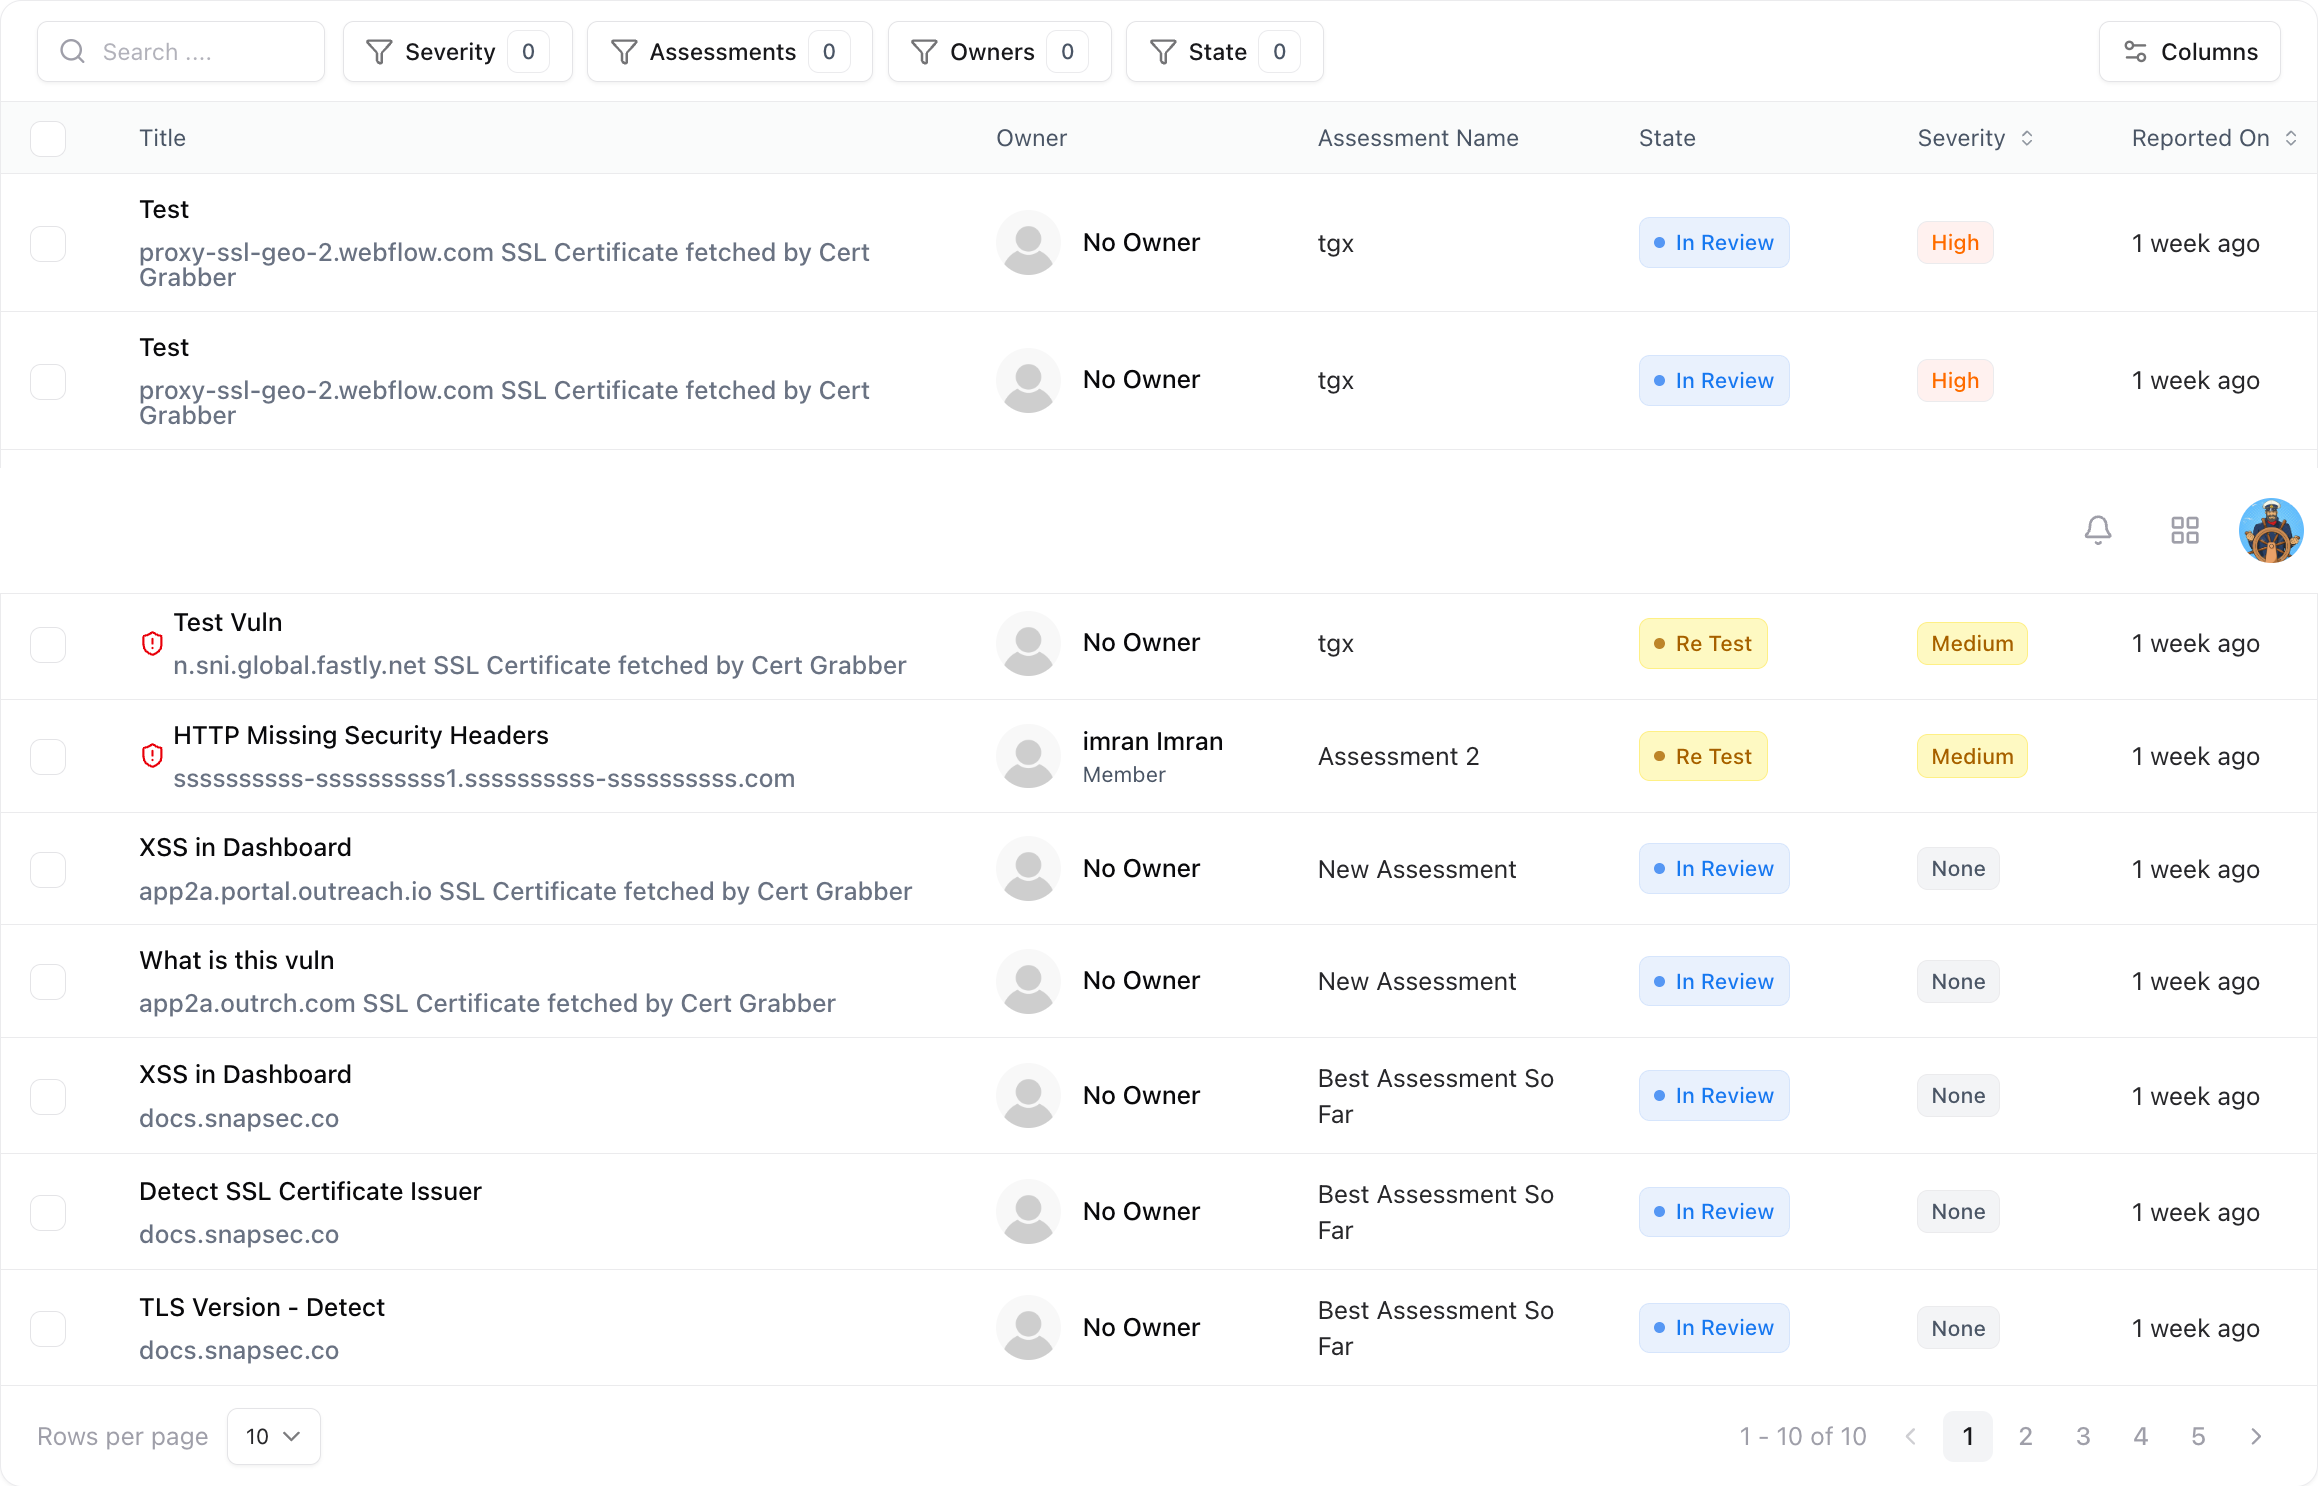 Search ....
Severity 0
Assessments 0
Owners 0
State 0
Columns
Title Owner Assessment Name State Severity Reported On
Test
proxy-ssl-geo-2.webflow.com SSL Certificate fetched by Cert
Grabber
No Owner
tgx
In Review
High
1 week ago
Test
proxy-ssl-geo-2.webflow.com SSL Certificate fetched by Cert
Grabber
No Owner
tgx
In Review
High
1 week ago
Test Vuln
n.sni.global.fastly.net SSL Certificate fetched by Cert Grabber
No Owner
tgx
Re Test
Medium
1 week ago
HTTP Missing Security Headers
ssssssssss-ssssssssss1.ssssssssss-ssssssssss.com
imran Imran
Member
Assessment 2
Re Test
Medium
1 week ago
XSS in Dashboard
app2a.portal.outreach.io SSL Certificate fetched by Cert Grabber
No Owner
New Assessment
In Review
None
1 week ago
What is this vuln
app2a.outrch.com SSL Certificate fetched by Cert Grabber
No Owner
New Assessment
In Review
None
1 week ago
XSS in Dashboard
docs.snapsec.co
No Owner
Best Assessment So
Far
In Review
None
1 week ago
Detect SSL Certificate Issuer
docs.snapsec.co
No Owner
Best Assessment So
Far
In Review
None
1 week ago
TLS Version - Detect
docs.snapsec.co
No Owner
Best Assessment So
Far
In Review
None
1 week ago
Rows per page 10
1 - 10 of 10 1 2 3 4 5